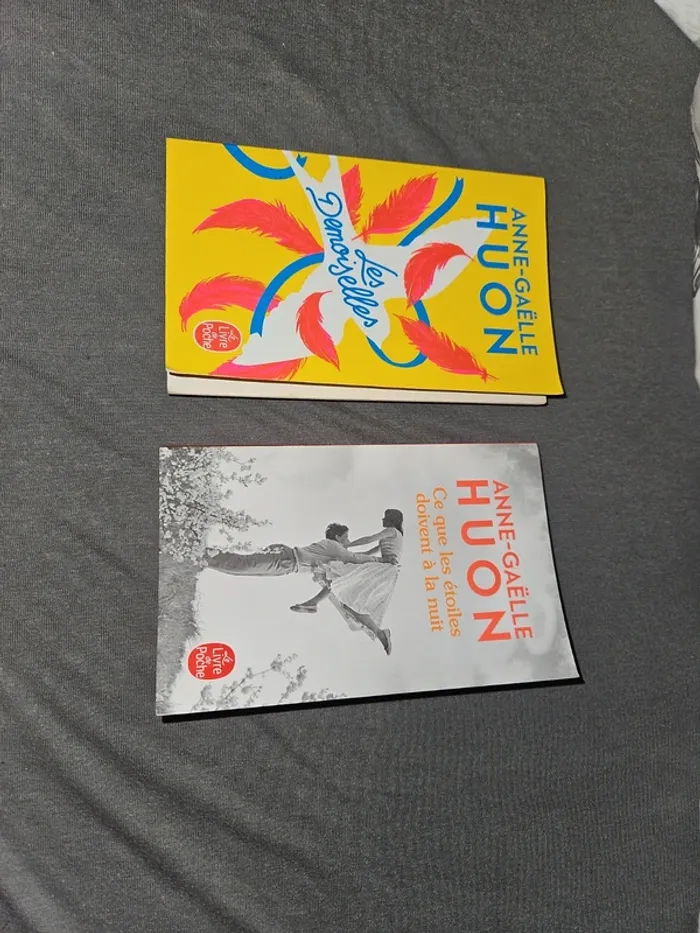 ANNE-GAËLLE
HUON
Les
Demoiselles
Le
Livre
de
Poche
ANNE-GAËLLE
HUON
Ce que les étoiles
doivent à la nuit
Le
Livre
de
Poche